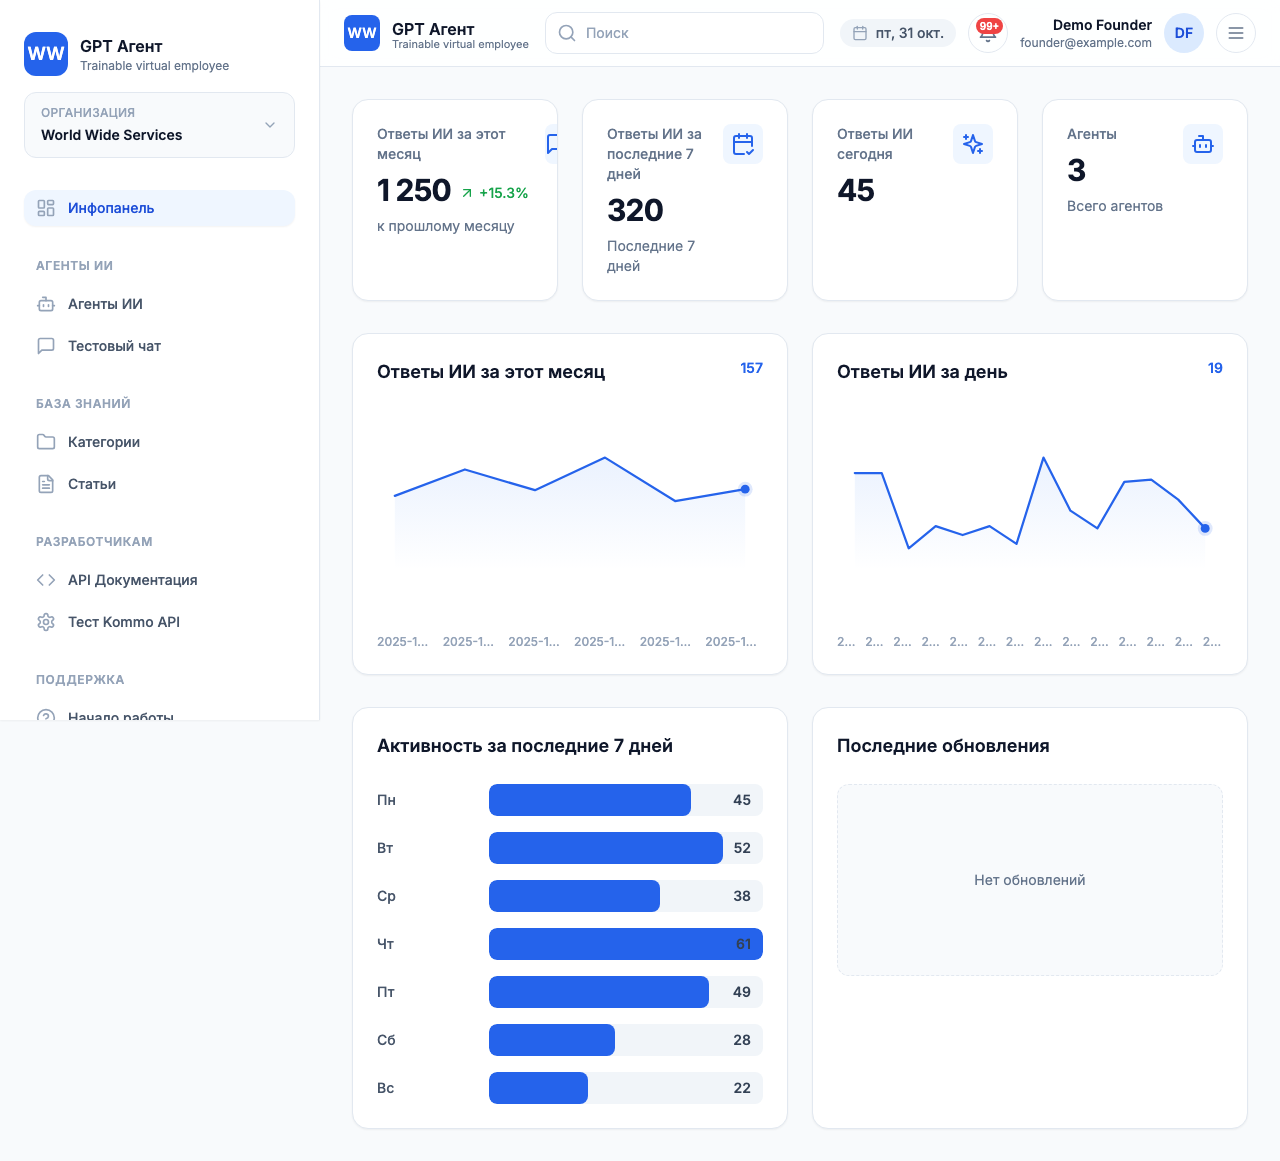 WW
GPT Агент
Trainable virtual employee
ОРГАНИЗАЦИЯ
World Wide Services
Инфопанель
АГЕНТЫ ИИ
Агенты ИИ
Тестовый чат
БАЗА ЗНАНИЙ
Категории
Статьи
РАЗРАБОТЧИКАМ
API Документация
Тест Kommo API
ПОДДЕРЖКА
Начало работы
WW
GPT Агент
Trainable virtual employee
Поиск
пт, 31 окт.
99+
Demo Founder
founder@example.com
DF
Ответы ИИ за этот
месяц
1 250
+15.3%
к прошлому месяцу
Ответы ИИ за
последние 7
дней
320
Последние 7
дней
Ответы ИИ
сегодня
45
Агенты
3
Всего агентов
Ответы ИИ за этот месяц
157
2025-1... 2025-1... 2025-1... 2025-1... 2025-1... 2025-1...
Ответы ИИ за день
19
2... 2... 2... 2... 2... 2... 2... 2... 2... 2... 2... 2... 2... 2...
Активность за последние 7 дней
Пн 45
Вт 52
Ср 38
Чт 61
Пт 49
Сб 28
Вс 22
Последние обновления
Нет обновлений